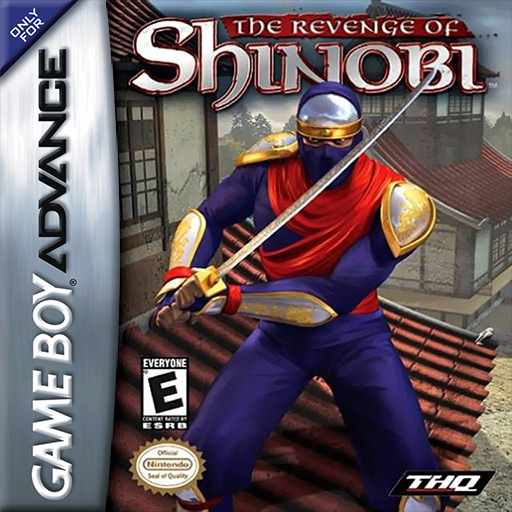 ONLY
FOR
GAME BOY ADVANCE
®
THE REVENGE OF
SHINOBI
™
EVERYONE
E
CONTENT RATED BY
ESRB
Official
Nintendo
Seal of Quality
THQ